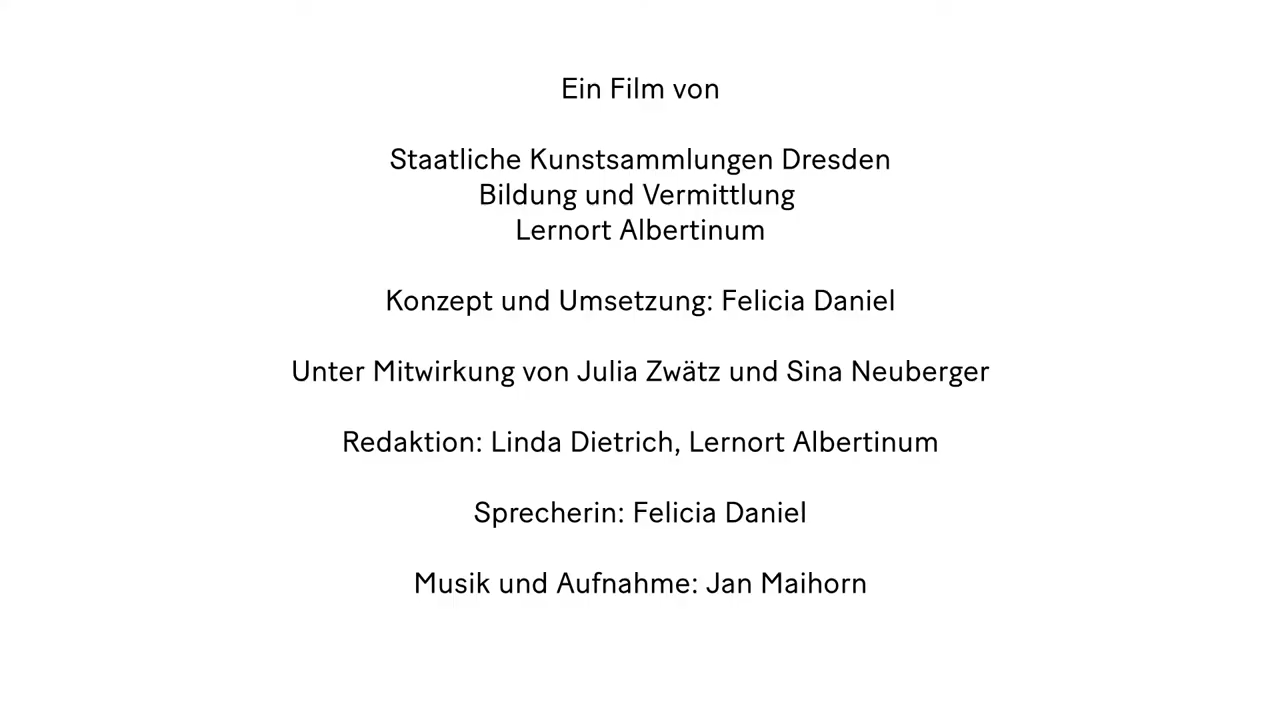 Ein Film von
Staatliche Kunstsammlungen Dresden
Bildung und Vermittlung
Lernort Albertinum
Konzept und Umsetzung: Felicia Daniel
Unter Mitwirkung von Julia Zwätz und Sina Neuberger
Redaktion: Linda Dietrich, Lernort Albertinum
Sprecherin: Felicia Daniel
Musik und Aufnahme: Jan Maihorn